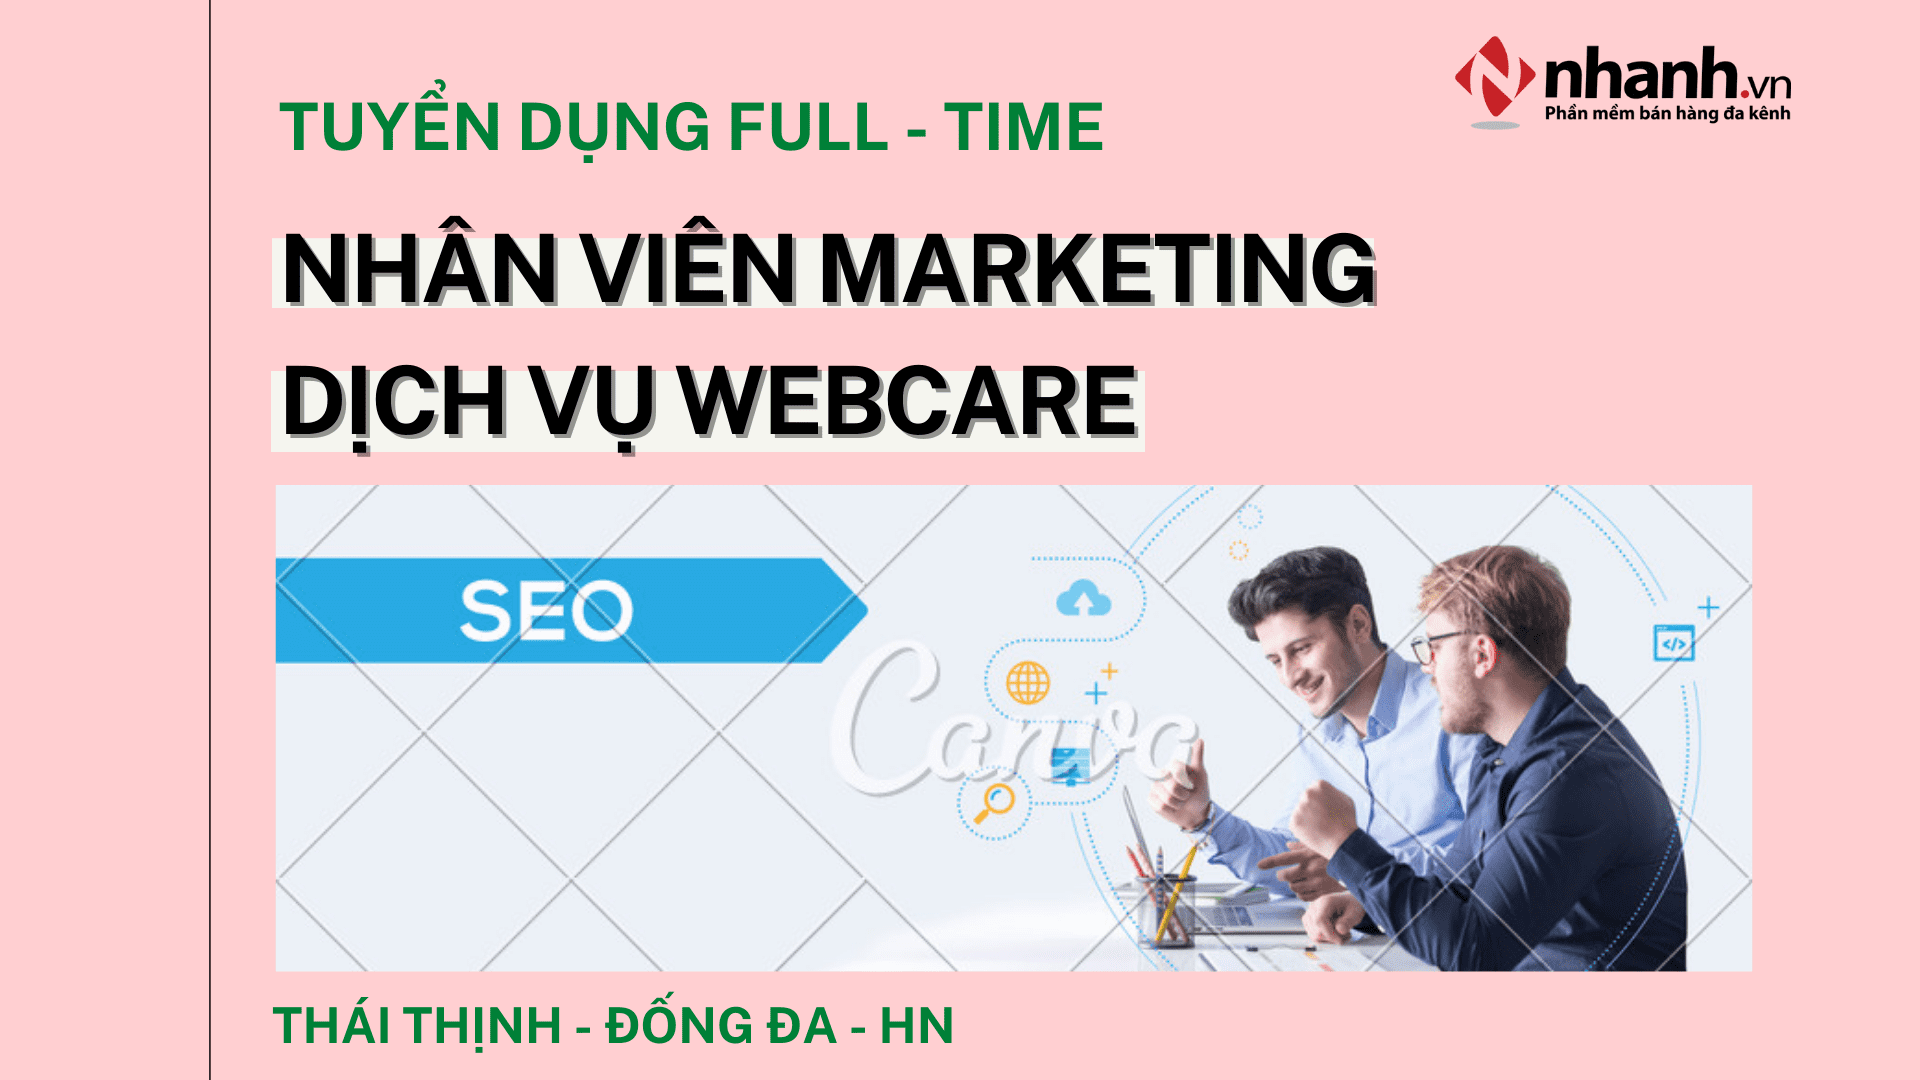 nhanh.vn
Phần mềm bán hàng đa kênh
TUYỂN DỤNG FULL - TIME
NHÂN VIÊN MARKETING
DỊCH VỤ WEBCARE
SEO
Canva
</>
THÁI THỊNH - ĐỐNG ĐA - HN